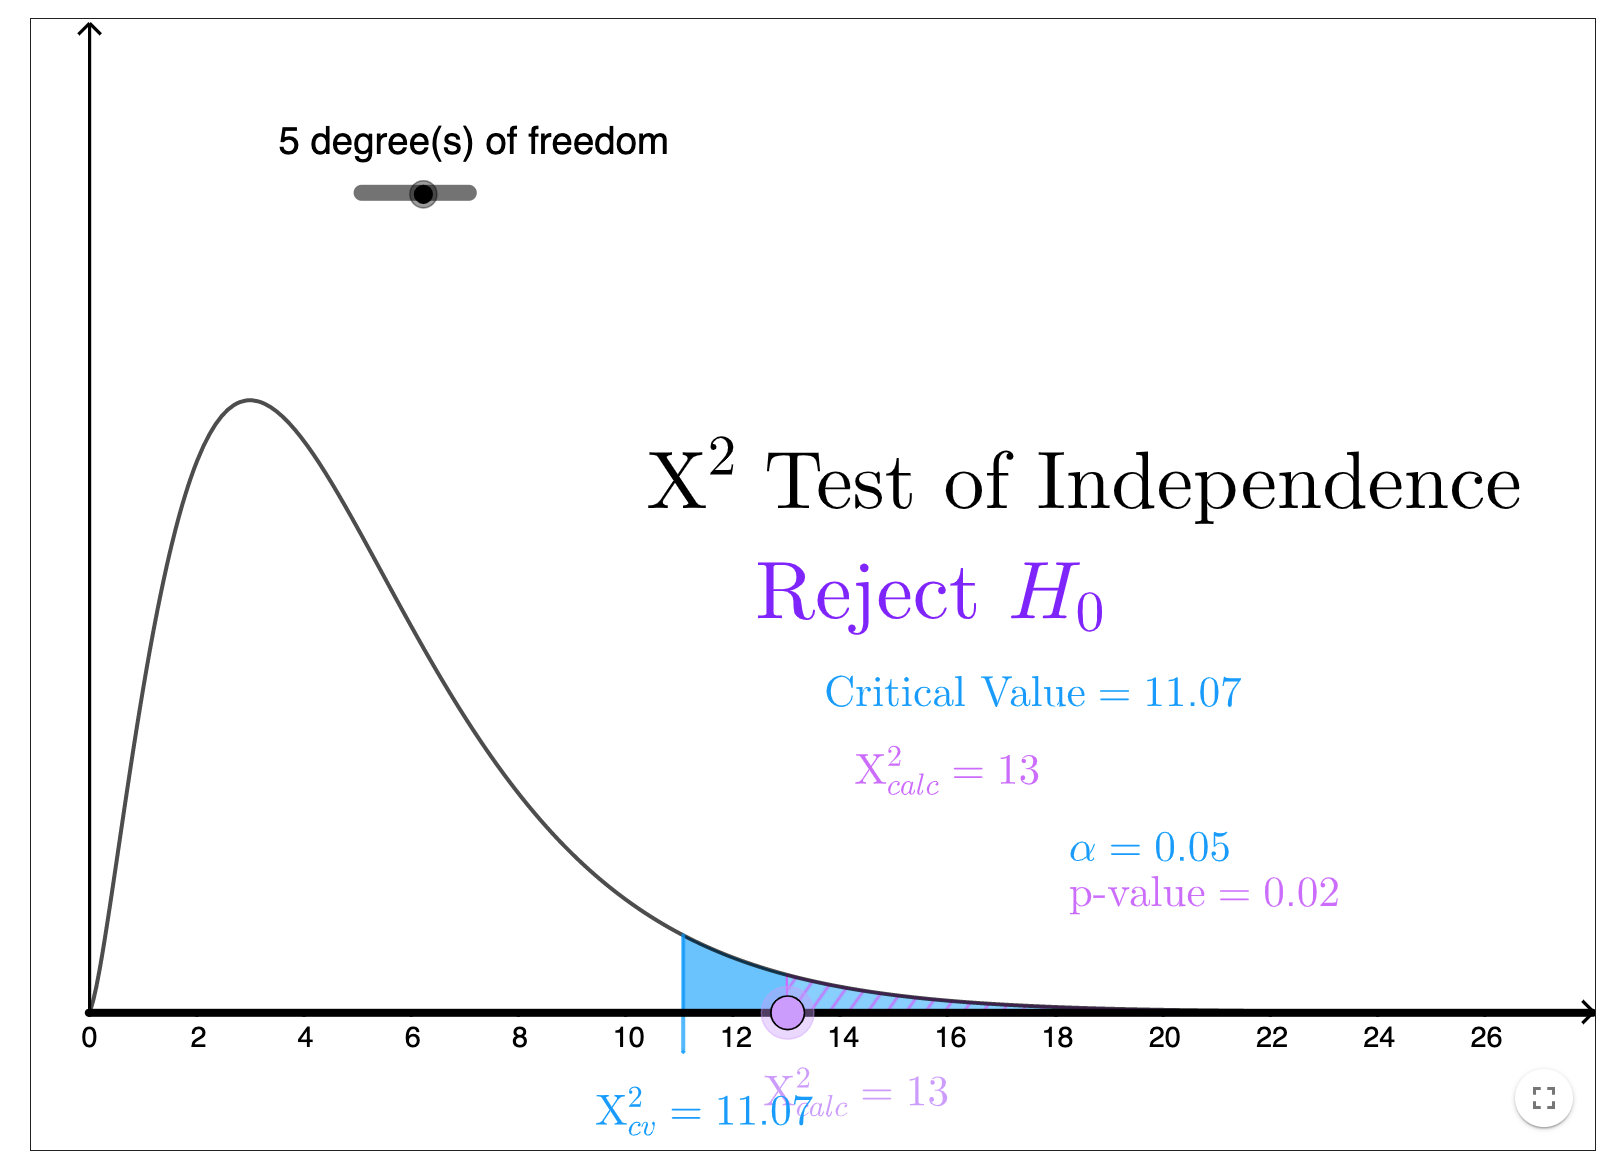 5 degree(s) of freedom
X² Test of Independence
Reject H₀
Critical Value = 11.07
X²calc = 13
α = 0.05
p-value = 0.02
0 2 4 6 8 10 12 14 16 18 20 22 24 26
X²calc = 13
X²cv = 11.07